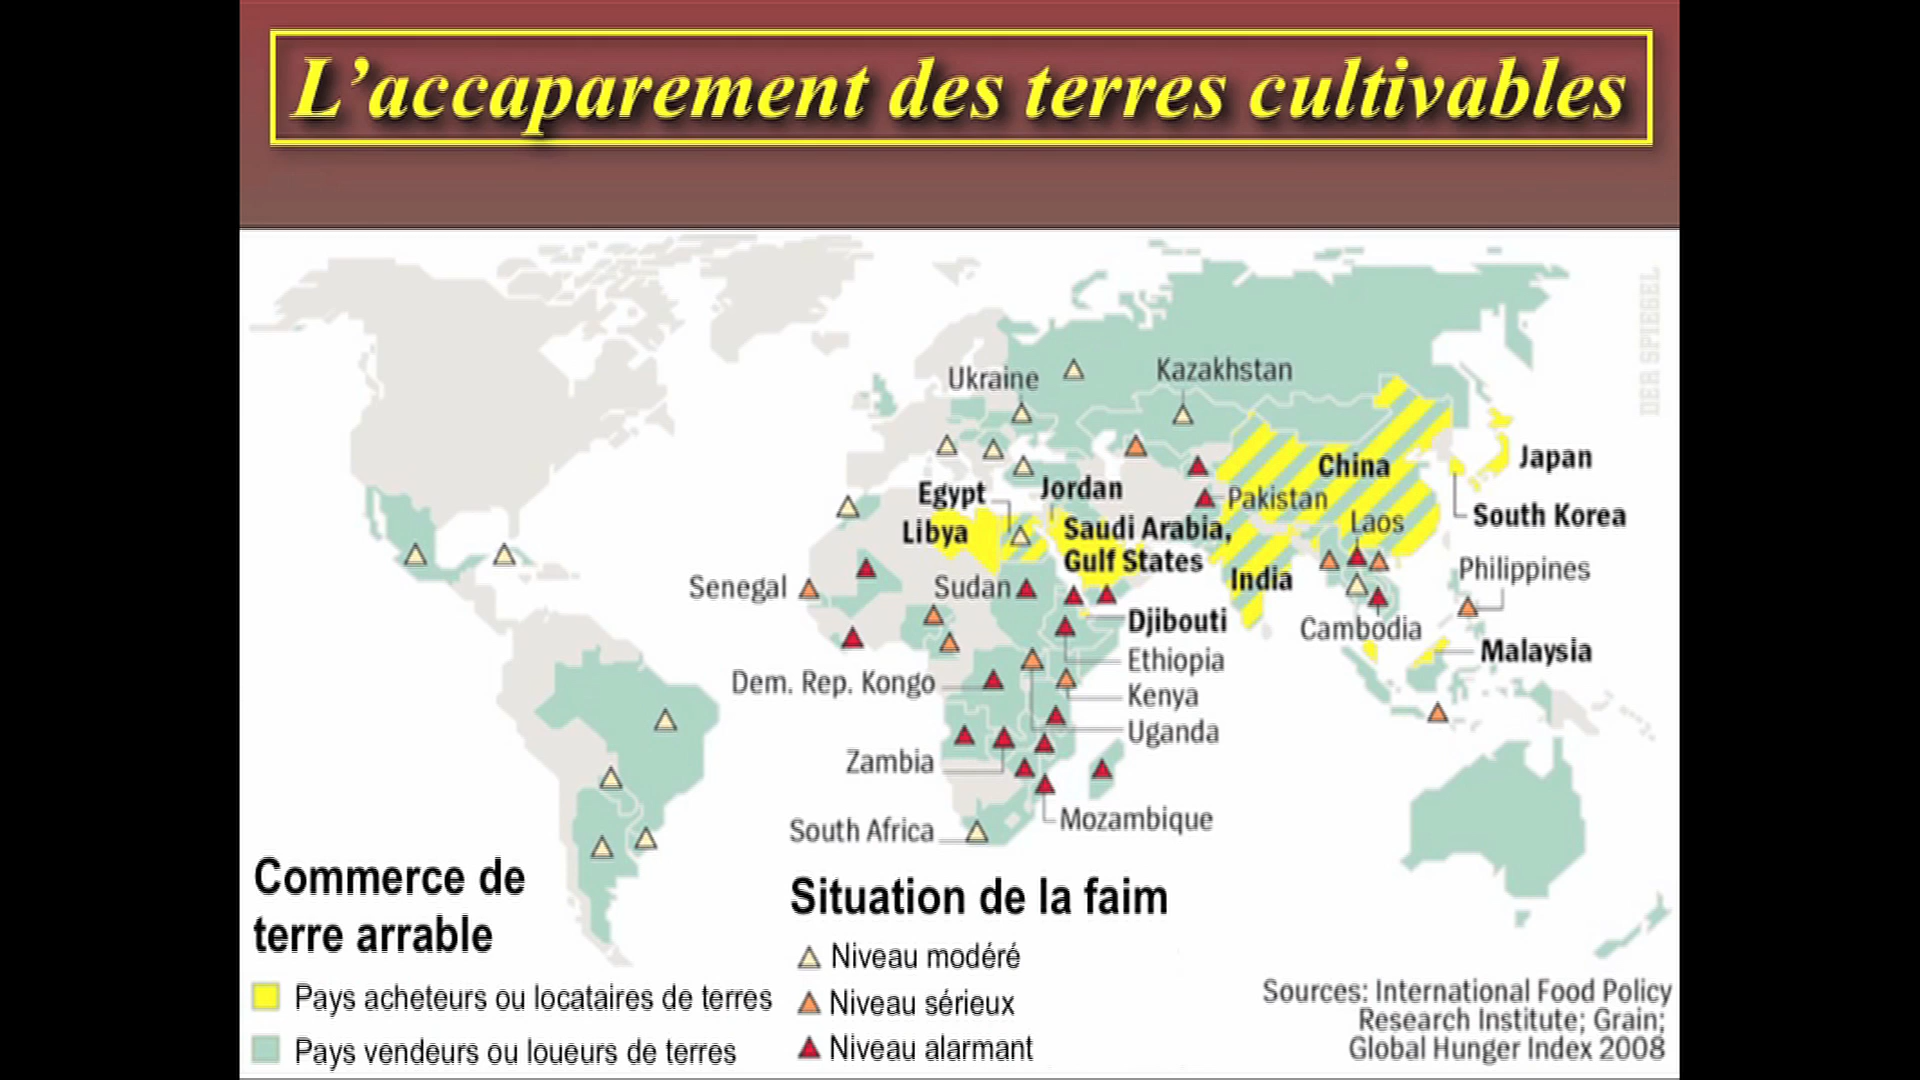 L'accaparement des terres cultivables
DER SPIEGEL
Ukraine
Kazakhstan
China
Japan
Egypt
Jordan
Pakistan
South Korea
Libya
Saudi Arabia,
Gulf States
Laos
India
Philippines
Senegal
Sudan
Djibouti
Cambodia
Malaysia
Ethiopia
Dem. Rep. Kongo
Kenya
Uganda
Zambia
Mozambique
South Africa
Commerce de
terre arrable
Pays acheteurs ou locataires de terres
Pays vendeurs ou loueurs de terres
Situation de la faim
Niveau modéré
Niveau sérieux
Niveau alarmant
Sources: International Food Policy
Research Institute; Grain;
Global Hunger Index 2008